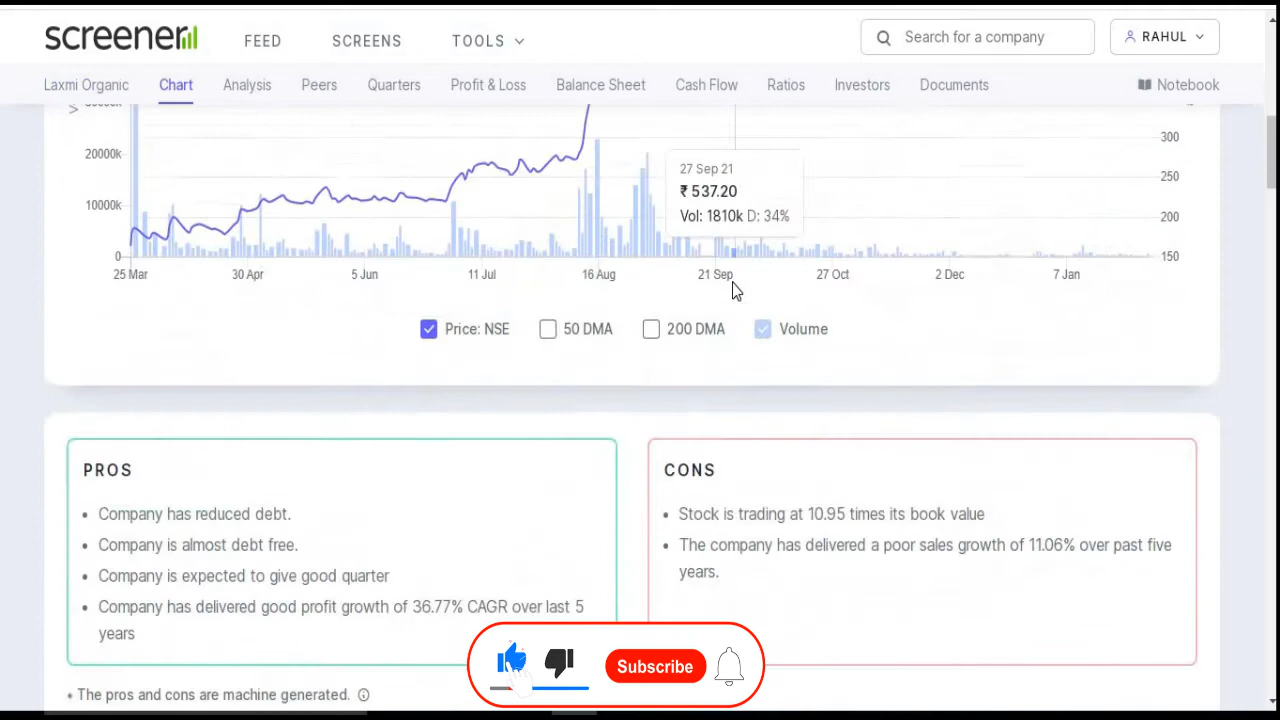 screener
FEED
SCREENS
TOOLS
Search for a company
RAHUL
Laxmi Organic
Chart
Analysis
Peers
Quarters
Profit & Loss
Balance Sheet
Cash Flow
Ratios
Investors
Documents
Notebook
300
20000k
27 Sep 21
250
₹ 537.20
10000k
200
Vol: 1810k D: 34%
0
150
25 Mar
30 Apr
5 Jun
11 Jul
16 Aug
21 Sep
27 Oct
2 Dec
7 Jan
Price: NSE
50 DMA
200 DMA
Volume
PROS
Company has reduced debt.
Company is almost debt free.
Company is expected to give good quarter
Company has delivered good profit growth of 36.77% CAGR over last 5
years
CONS
Stock is trading at 10.95 times its book value
The company has delivered a poor sales growth of 11.06% over past five
years.
Subscribe
* The pros and cons are machine generated.